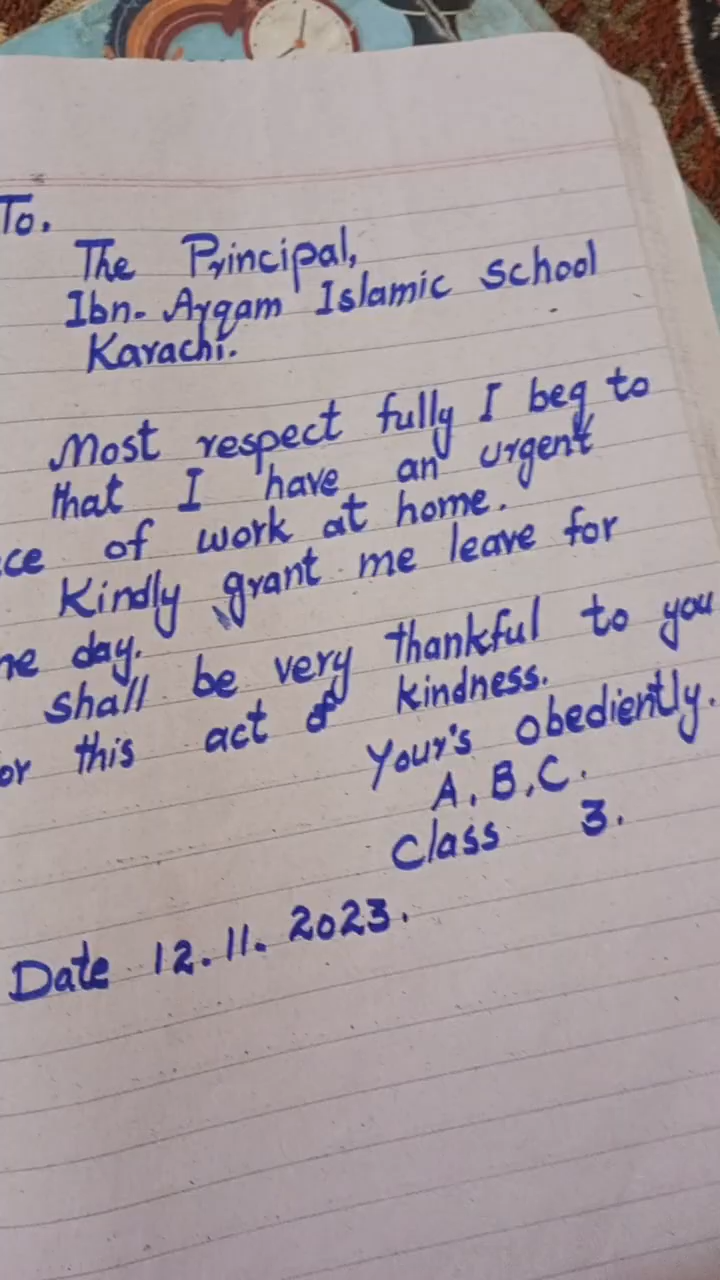 To.
The Principal,
Ibn. Arqam Islamic School
Karachi.
Most respect fully I beg to
that I have an urgent
ce of work at home.
Kindly grant me leave for
ne day.
shall be very thankful to you
or this act of kindness.
Your's obediently.
A. B. C.
Class 3.
Date 12.11.2023.